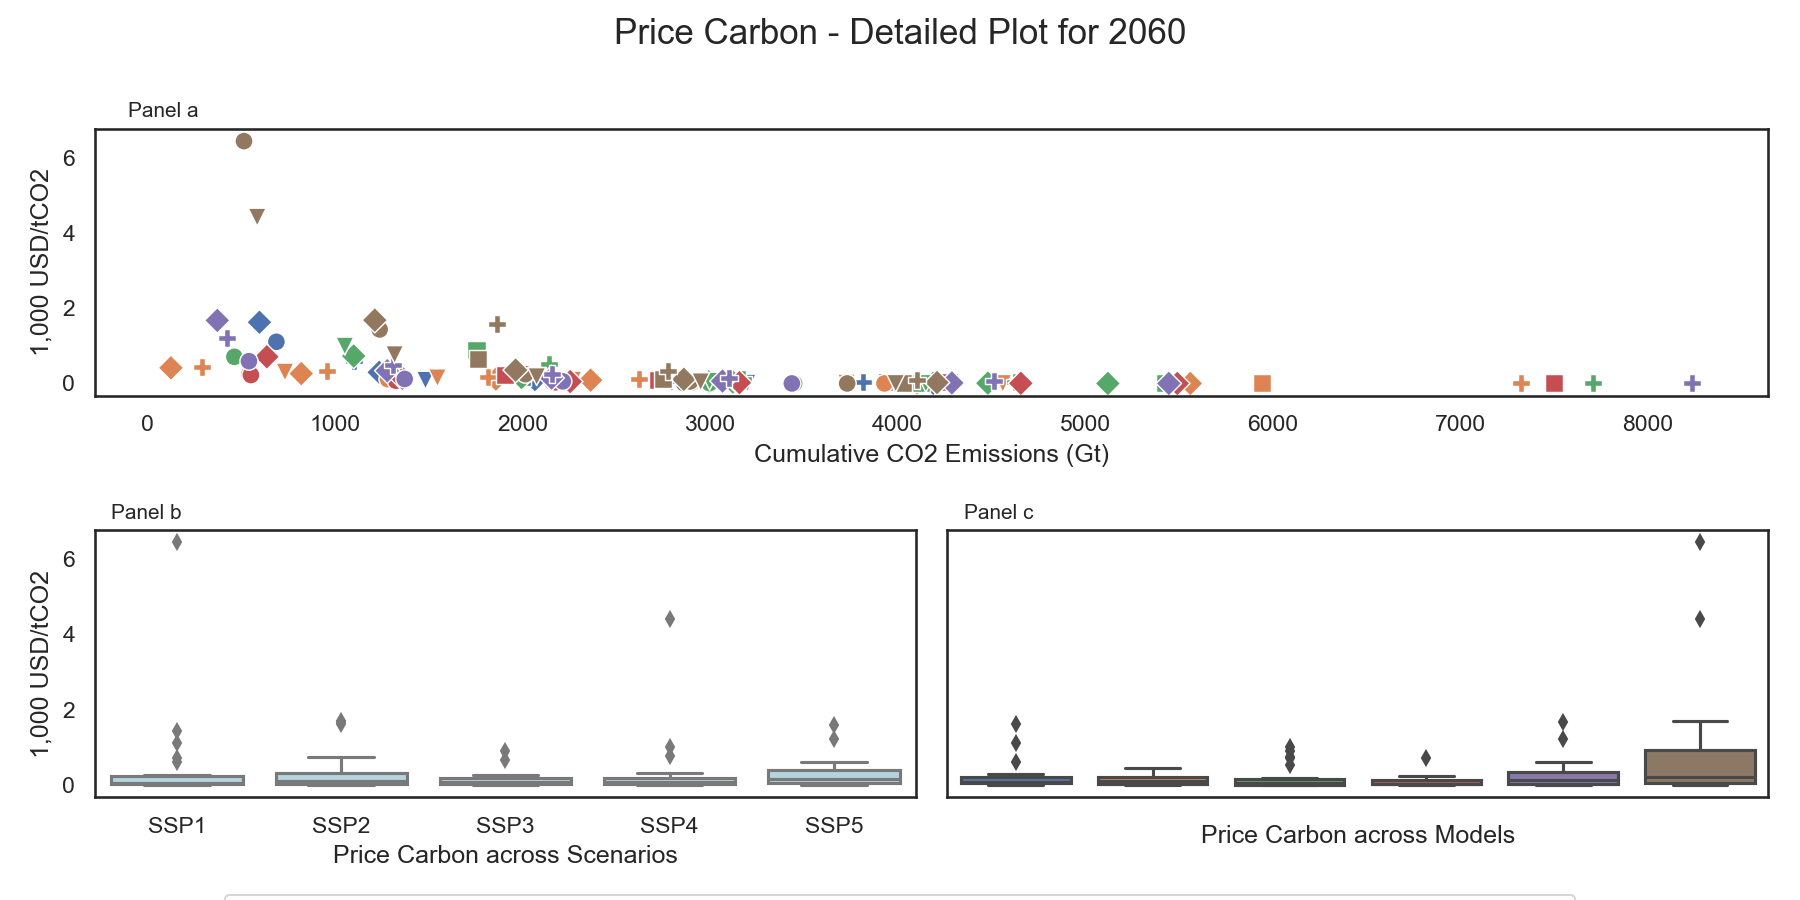 Price Carbon - Detailed Plot for 2060
Panel a
1,000 USD/tCO2
6
4
2
0
0 1000 2000 3000 4000 5000 6000 7000 8000
Cumulative CO2 Emissions (Gt)
Panel b
Panel c
1,000 USD/tCO2
6
4
2
0
SSP1 SSP2 SSP3 SSP4 SSP5
Price Carbon across Scenarios
Price Carbon across Models